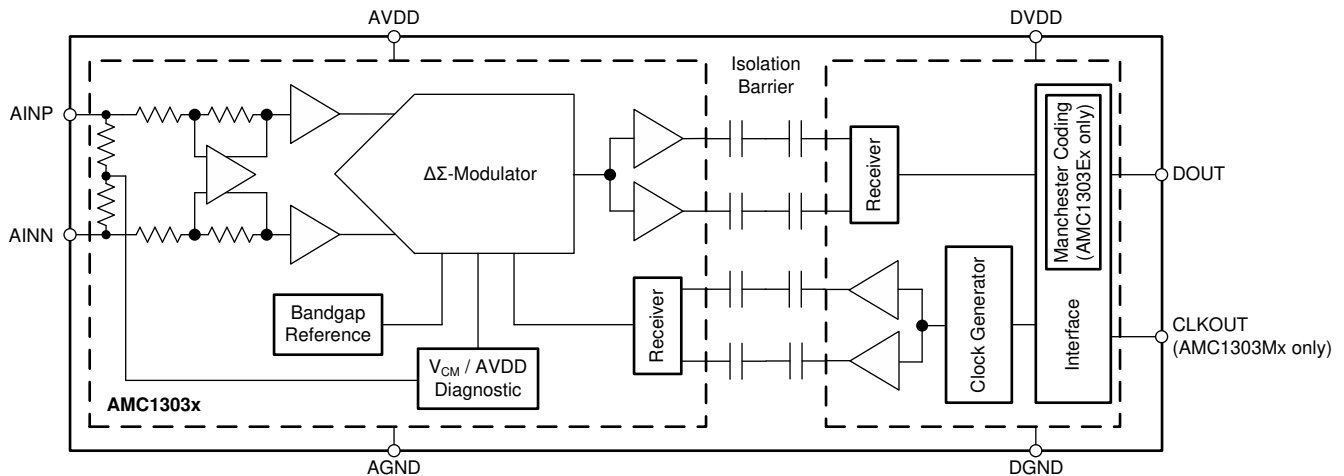 AVDD
DVDD
Isolation
Barrier
AINP
AINN
ΔΣ-Modulator
Receiver
Manchester Coding
(AMC1303Ex only)
DOUT
Bandgap
Reference
V_CM / AVDD
Diagnostic
Receiver
Clock Generator
Interface
CLKOUT
(AMC1303Mx only)
AMC1303x
AGND
DGND